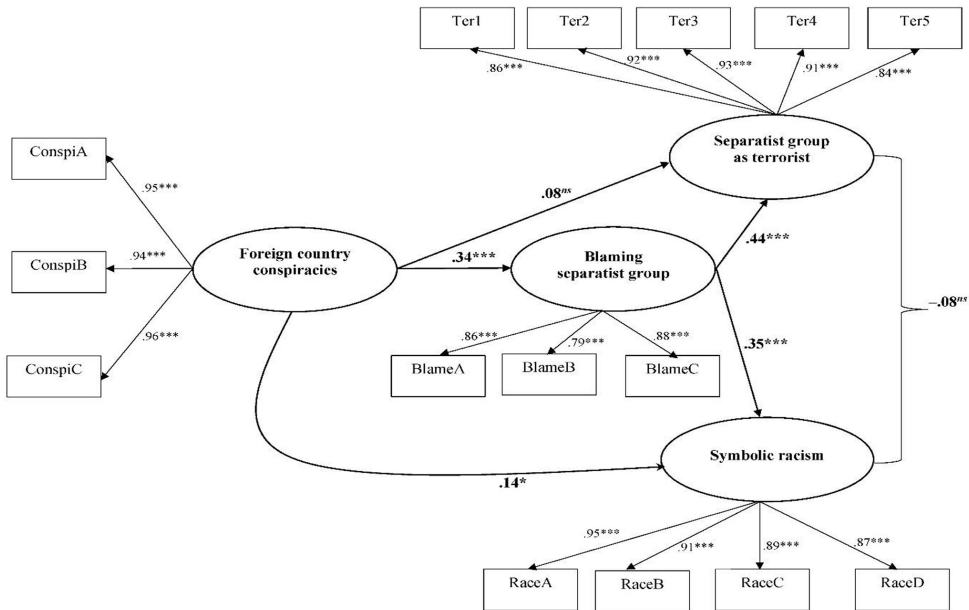 Ter1 Ter2 Ter3 Ter4 Ter5
.86*** .92*** .93*** .91*** .84***
Separatist group
as terrorist
ConspiA
.95***
.08ns
ConspiB
.94***
Foreign country
conspiracies
.34***
Blaming
separatist group
.44***
–.08ns
ConspiC
.96***
.86*** .79*** .88***
BlameA BlameB BlameC
.35***
Symbolic racism
.14*
.95*** .91*** .89*** .87***
RaceA RaceB RaceC RaceD